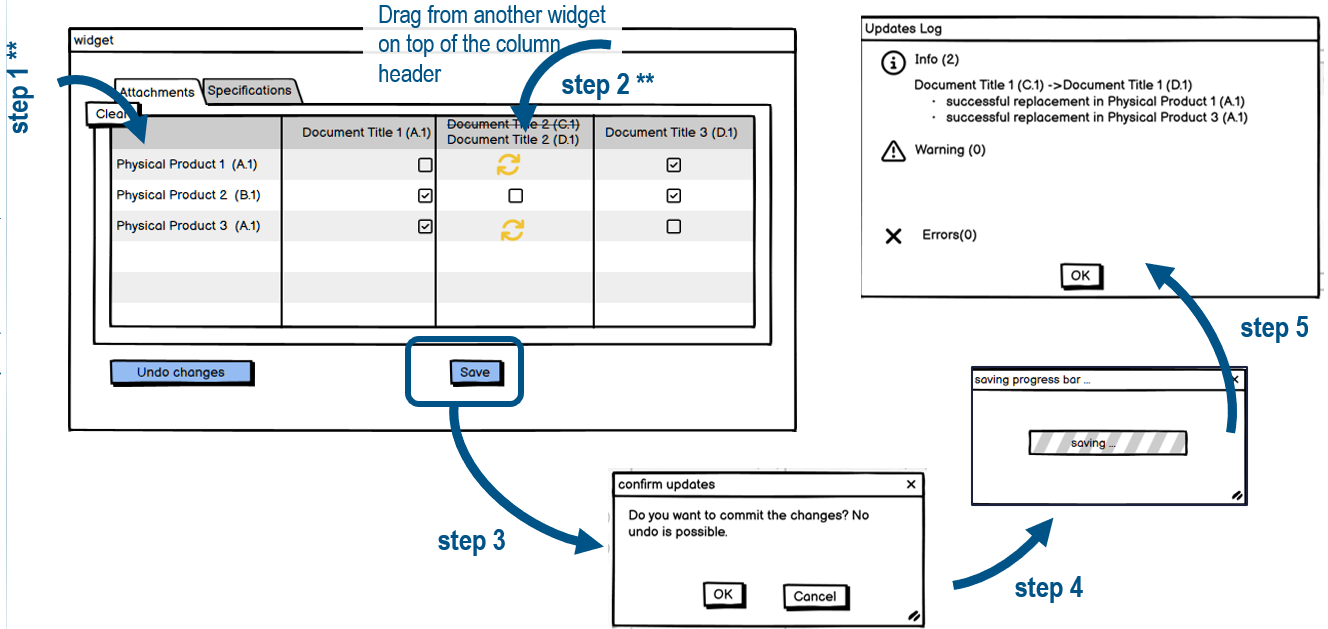 step 1 **
widget
Drag from another widget
on top of the column
header
step 2 **
Attachments
Specifications
Clear
Document Title 1 (A.1)
Document Title 2 (C.1)
Document Title 2 (D.1)
Document Title 3 (D.1)
Physical Product 1 (A.1)
Physical Product 2 (B.1)
Physical Product 3 (A.1)
Undo changes
Save
step 3
confirm updates
Do you want to commit the changes? No
undo is possible.
OK
Cancel
step 4
saving progress bar ...
saving ...
step 5
Updates Log
Info (2)
Document Title 1 (C.1) ->Document Title 1 (D.1)
· successful replacement in Physical Product 1 (A.1)
· successful replacement in Physical Product 3 (A.1)
Warning (0)
Errors(0)
OK